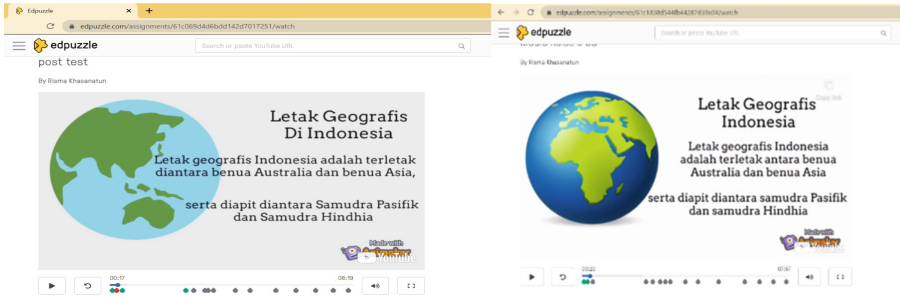 Edpuzzle
edpuzzle.com/assignments/61c069d4d6bdd142d7017251/watch
edpuzzle
Search or paste YouTube URL
post test
By Risma Khasanatun
Letak Geografis
Di Indonesia
Letak geografis Indonesia adalah terletak
diantara benua Australia dan benua Asia,
serta diapit diantara Samudra Pasifik
dan Samudra Hindhia
Made with
Animaker
YouTube
00:17
08:19
edpuzzle
Search or paste YouTube URL
By Risma Khasanatun
Copy link
Letak Geografis
Indonesia
Letak geografis Indonesia
adalah terletak antara benua
Australia dan benua Asia
serta diapit diantara samudra Pasifik
dan samudra Hindhia
Made with
Animaker
YouTube